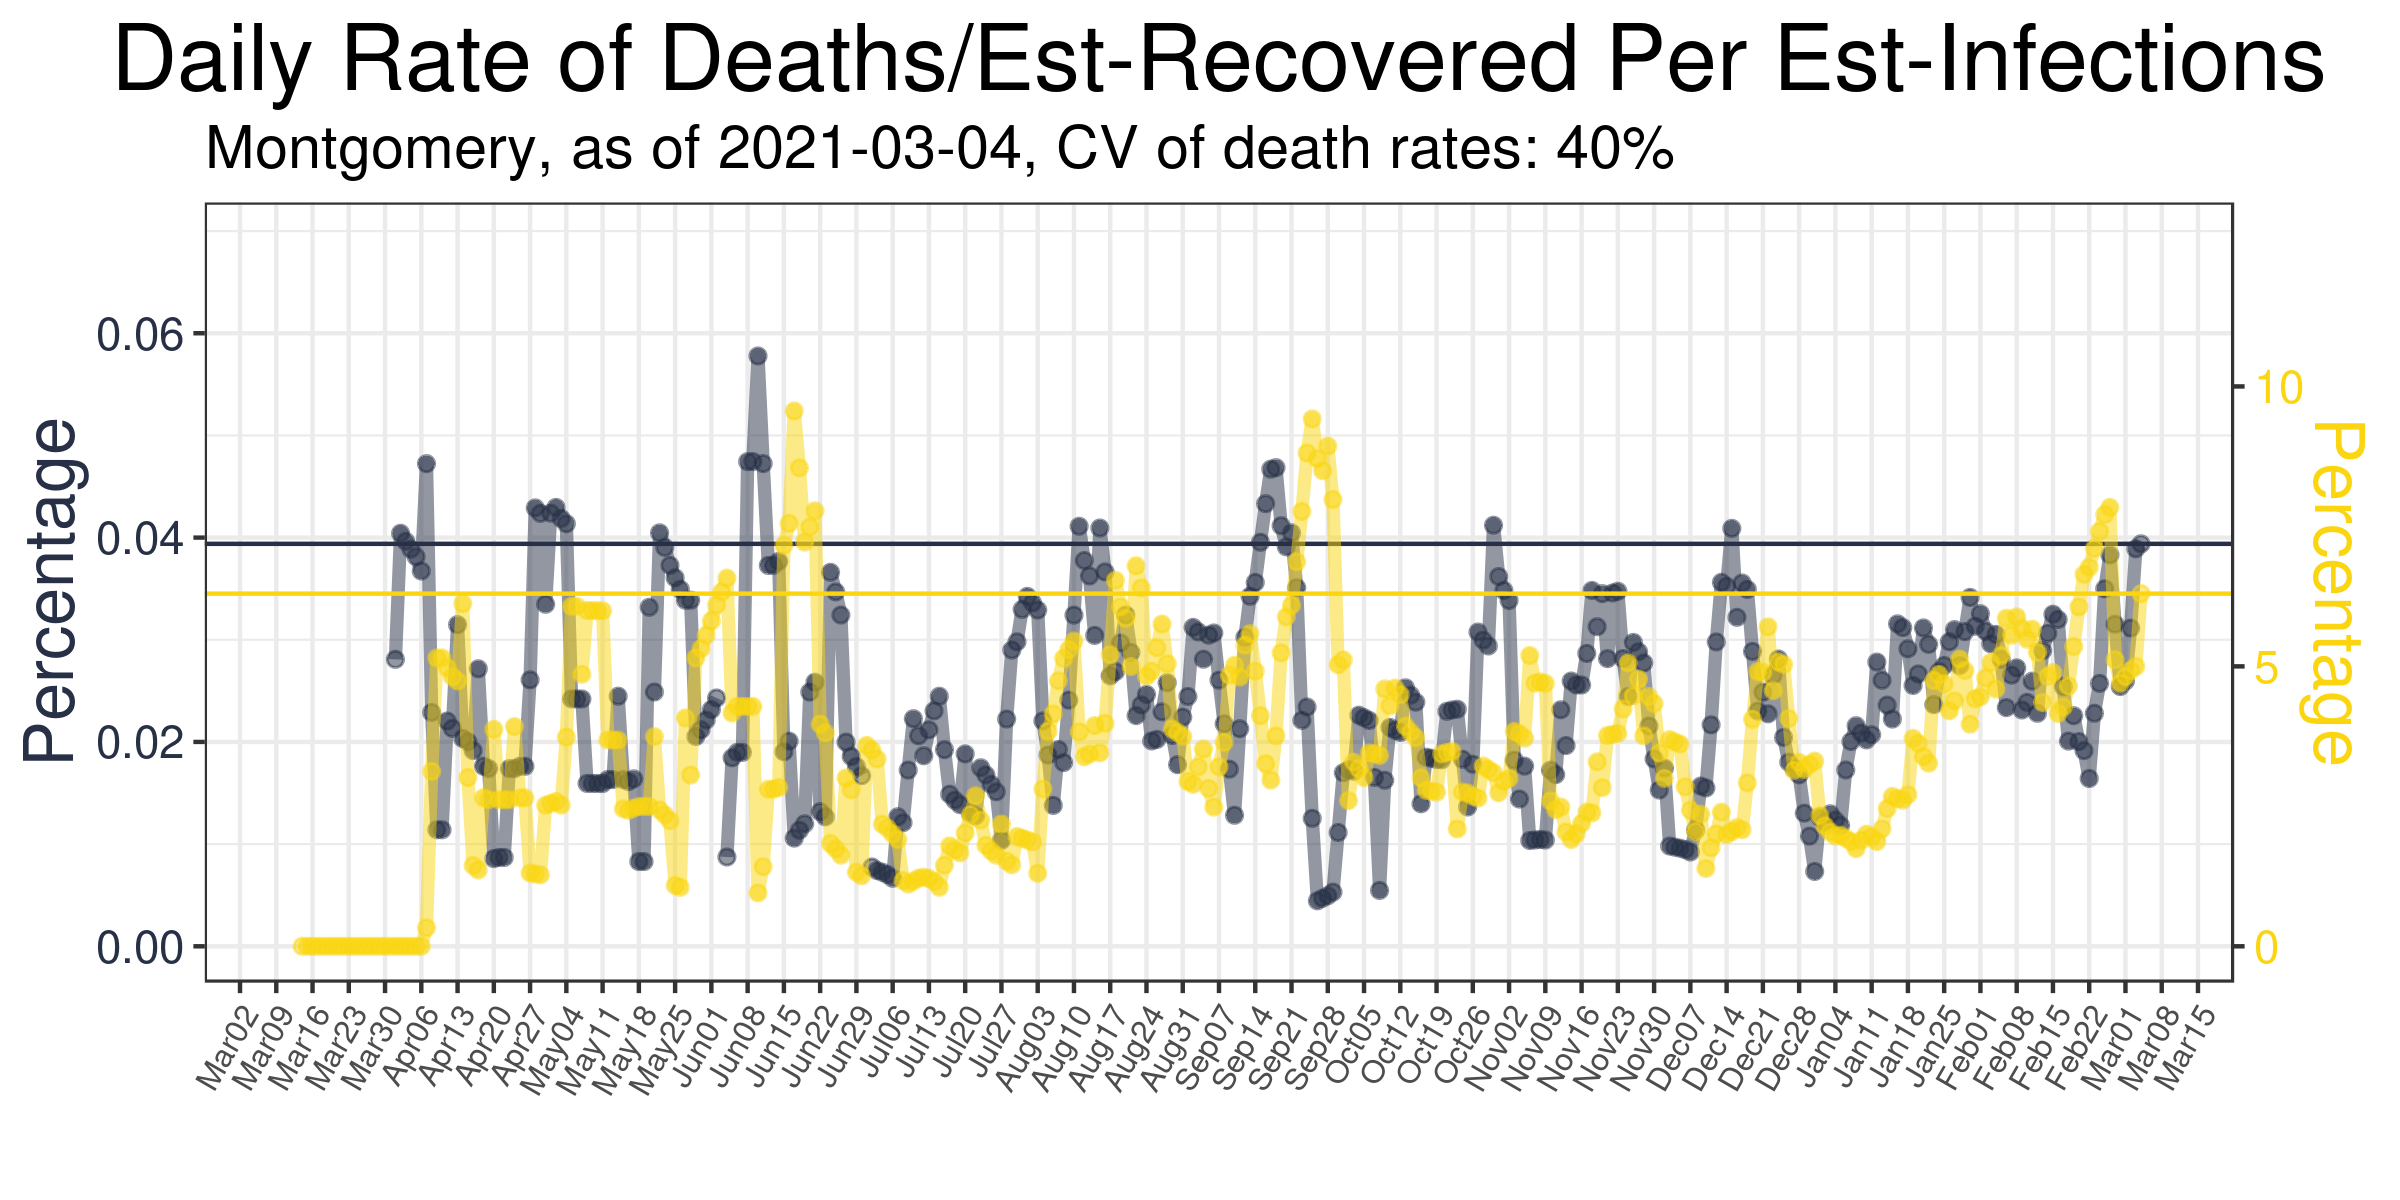 Daily Rate of Deaths/Est-Recovered Per Est-Infections
Montgomery, as of 2021-03-04, CV of death rates: 40%
Percentage
0.06
0.04
0.02
0.00
10
5
0
Percentage
Mar02
Mar09
Mar16
Mar23
Mar30
Apr06
Apr13
Apr20
Apr27
May04
May11
May18
May25
Jun01
Jun08
Jun15
Jun22
Jun29
Jul06
Jul13
Jul20
Jul27
Aug03
Aug10
Aug17
Aug24
Aug31
Sep07
Sep14
Sep21
Sep28
Oct05
Oct12
Oct19
Oct26
Nov02
Nov09
Nov16
Nov23
Nov30
Dec07
Dec14
Dec21
Dec28
Jan04
Jan11
Jan18
Jan25
Feb01
Feb08
Feb15
Feb22
Mar01
Mar08
Mar15